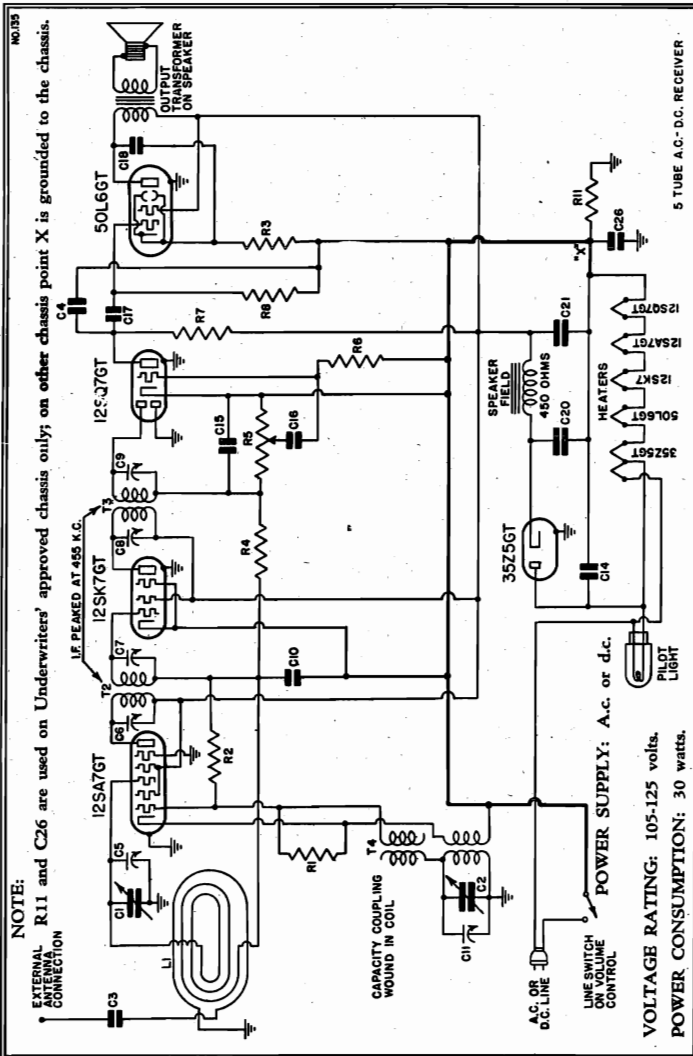 NO.135
NOTE:
R11 and C26 are used on Underwriters' approved chassis only; on other chassis point X is grounded to the chassis.
EXTERNAL
ANTENNA
CONNECTION
C3
L1
C1
C5
12SA7GT
C6
T2
I.F. PEAKED AT 455 K.C.
C7
12SK7GT
C8
T3
C9
12SQ7GT
C4
C17
50L6GT
C18
OUTPUT
TRANSFORMER
ON SPEAKER
R1
R2
C10
R4
C15
R5
C16
R6
R7
R8
R3
CAPACITY COUPLING
WOUND IN COIL
T4
C11
C2
SPEAKER
FIELD
450 OHMS
C20
C21
35Z5GT
C14
"X"
R11
C26
HEATERS
35Z5GT
50L6GT
12SK7
12SA7GT
12SQ7GT
PILOT
LIGHT
A.C. OR
D.C. LINE
LINE SWITCH
ON VOLUME
CONTROL
POWER SUPPLY: A.c. or d.c.
VOLTAGE RATING: 105-125 volts.
POWER CONSUMPTION: 30 watts.
5 TUBE A.C.- D.C. RECEIVER